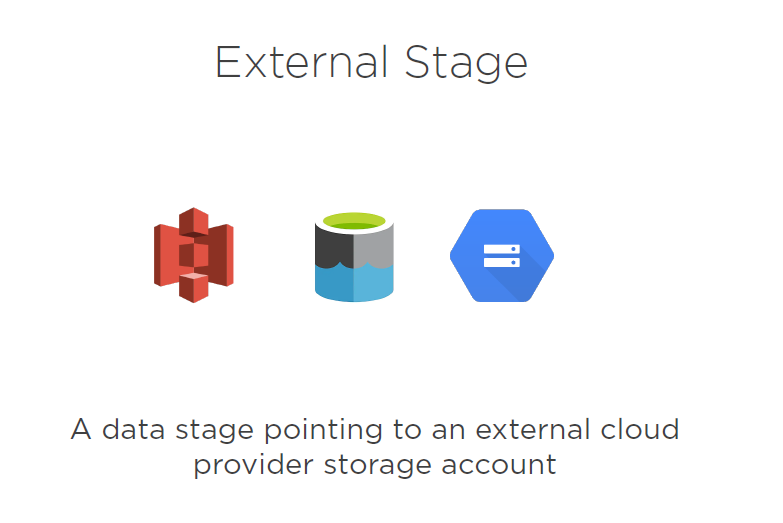 External Stage
A data stage pointing to an external cloud
provider storage account